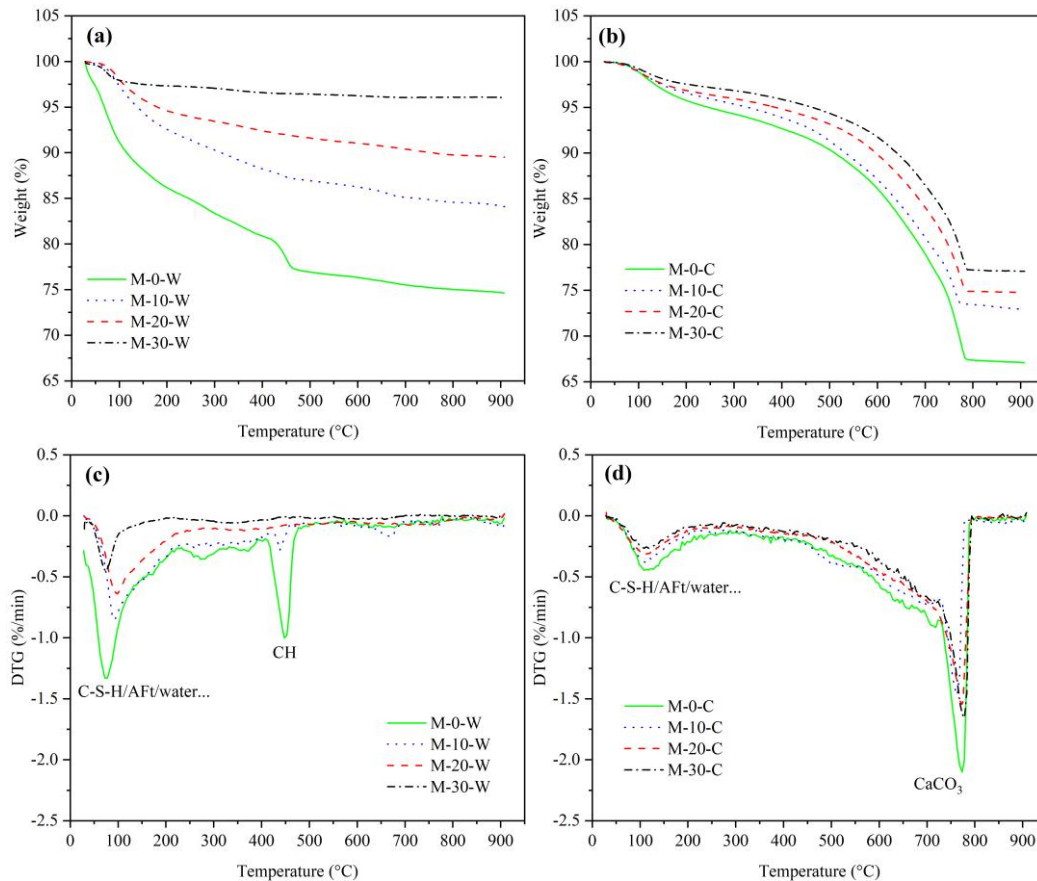 (a)
Weight (%)
100
95
90
85
80
75
70
65
M-0-W
M-10-W
M-20-W
M-30-W
0 100 200 300 400 500 600 700 800 900
Temperature (°C)
(b)
Weight (%)
100
95
90
85
80
75
70
65
M-0-C
M-10-C
M-20-C
M-30-C
0 100 200 300 400 500 600 700 800 900
Temperature (°C)
(c)
DTG (%/min)
0.5
0.0
-0.5
-1.0
-1.5
-2.0
-2.5
CH
C-S-H/AFt/water...
M-0-W
M-10-W
M-20-W
M-30-W
0 100 200 300 400 500 600 700 800 900
Temperature (°C)
(d)
DTG (%/min)
0.5
0.0
-0.5
-1.0
-1.5
-2.0
-2.5
C-S-H/AFt/water...
M-0-C
M-10-C
M-20-C
M-30-C
CaCO₃
0 100 200 300 400 500 600 700 800 900
Temperature (°C)